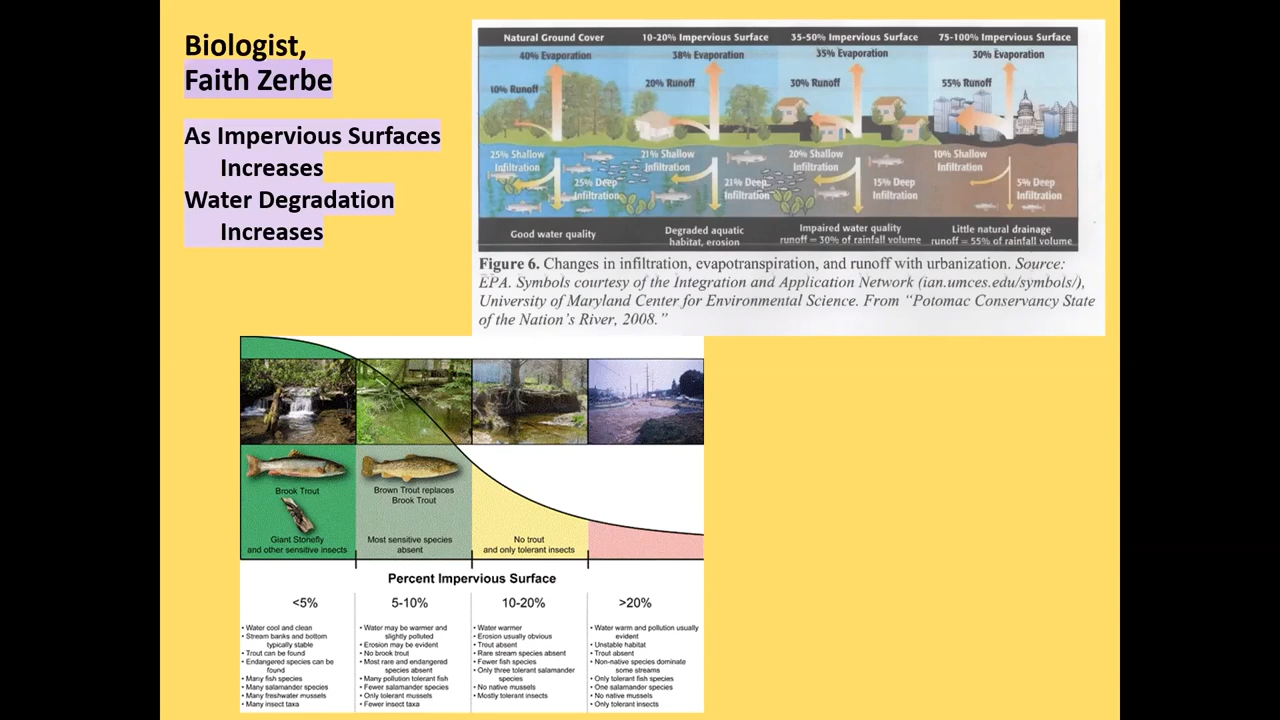 Biologist,
Faith Zerbe
As Impervious Surfaces
Increases
Water Degradation
Increases
Natural Ground Cover
10-20% Impervious Surface
35-50% Impervious Surface
75-100% Impervious Surface
40% Evaporation
38% Evaporation
35% Evaporation
30% Evaporation
10% Runoff
20% Runoff
30% Runoff
55% Runoff
25% Shallow
Infiltration
21% Shallow
Infiltration
20% Shallow
Infiltration
10% Shallow
Infiltration
25% Deep
Infiltration
21% Deep
Infiltration
15% Deep
Infiltration
5% Deep
Infiltration
Good water quality
Degraded aquatic
habitat, erosion
Impaired water quality
runoff = 30% of rainfall volume
Little natural drainage
runoff = 55% of rainfall volume
Figure 6. Changes in infiltration, evapotranspiration, and runoff with urbanization. Source:
EPA. Symbols courtesy of the Integration and Application Network (ian.umces.edu/symbols/),
University of Maryland Center for Environmental Science. From “Potomac Conservancy State
of the Nation’s River, 2008.”
Brook Trout
Giant Stonefly
and other sensitive insects
Brown Trout replaces
Brook Trout
Most sensitive species
absent
No trout
and only tolerant insects
Percent Impervious Surface
<5%
5-10%
10-20%
>20%
• Water cool and clean
• Stream banks and bottom
typically stable
• Trout can be found
• Endangered species can be
found
• Many fish species
• Many salamander species
• Many freshwater mussels
• Many insect taxa
• Water may be warmer and
slightly polluted
• Erosion may be evident
• No brook trout
• Most rare and endangered
species absent
• Many pollution tolerant fish
• Fewer salamander species
• Only tolerant mussels
• Fewer insect taxa
• Water warmer
• Erosion usually obvious
• Trout absent
• Rare stream species absent
• Fewer fish species
• Only three tolerant salamander
species
• No native mussels
• Mostly tolerant insects
• Water warm and pollution usually
evident
• Unstable habitat
• Trout absent
• Non-native species dominate
some streams
• Only tolerant fish species
• One salamander species
• No native mussels
• Only tolerant insects